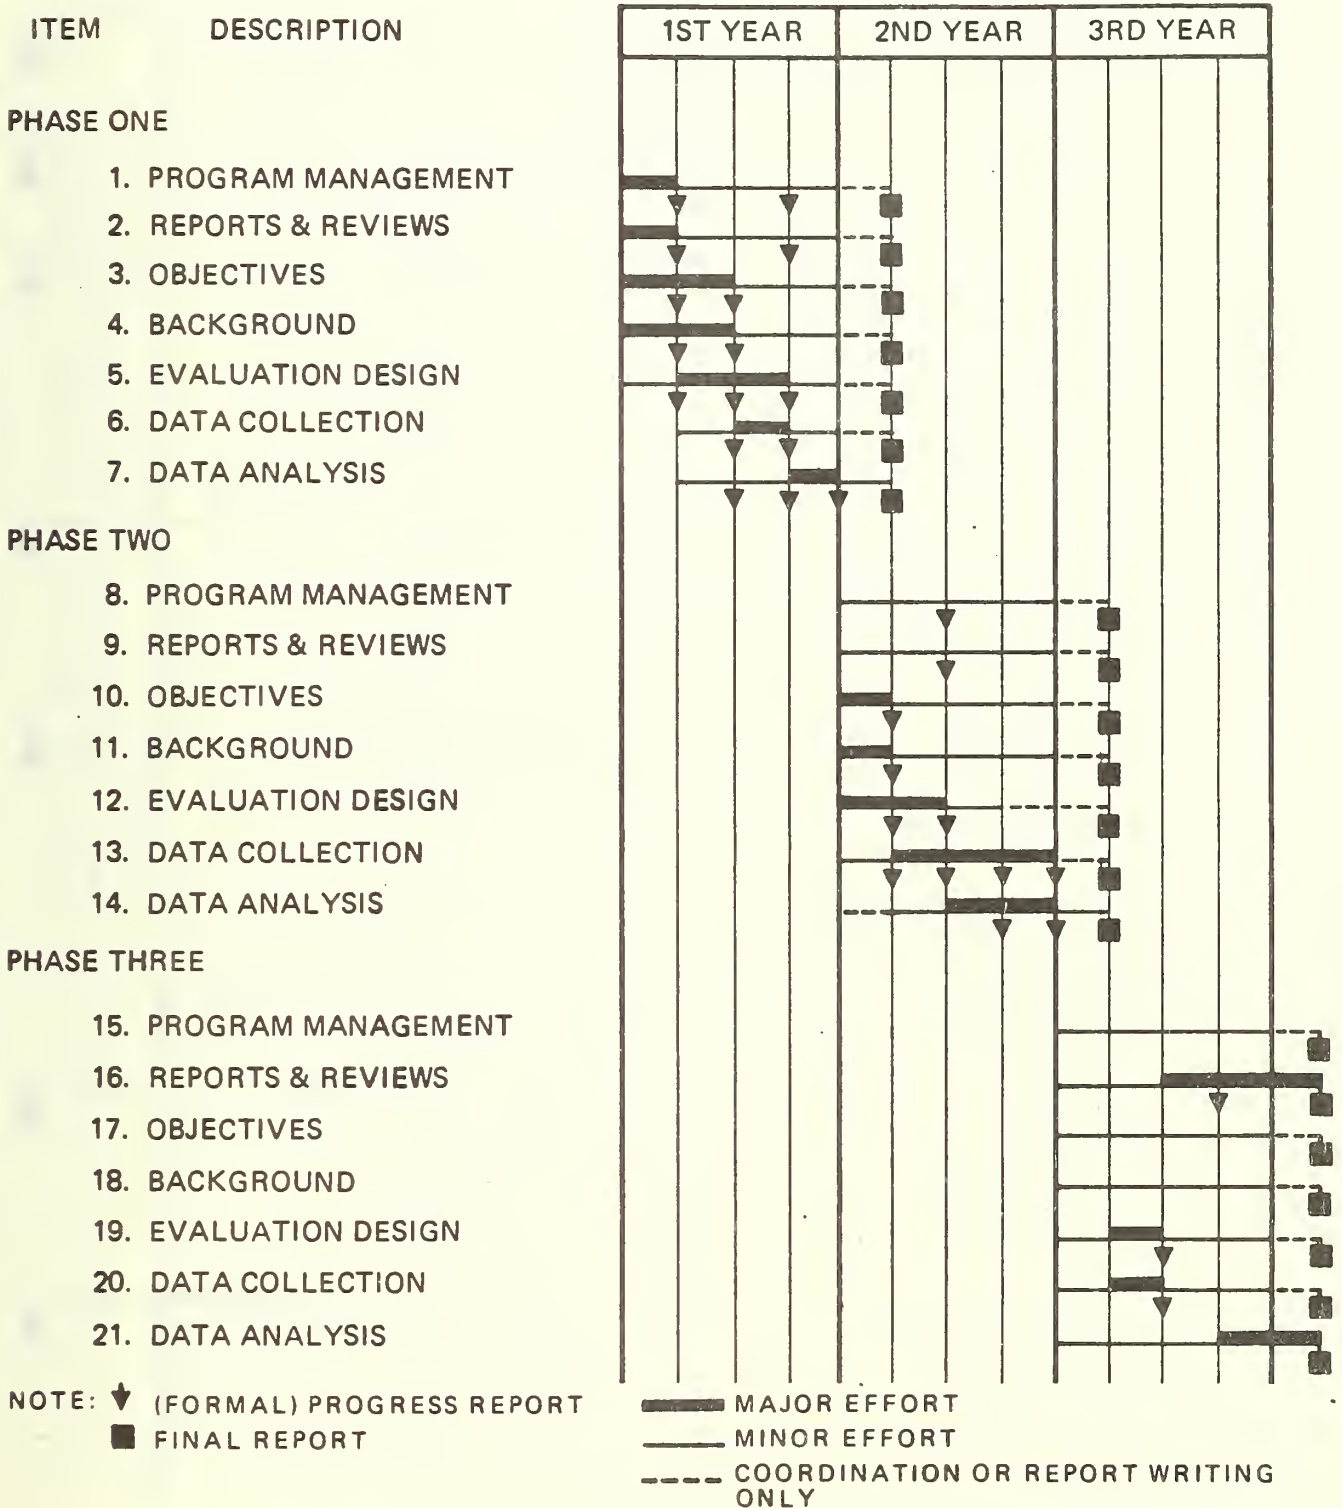 ITEM DESCRIPTION 1ST YEAR 2ND YEAR 3RD YEAR
PHASE ONE
1. PROGRAM MANAGEMENT
2. REPORTS & REVIEWS
3. OBJECTIVES
4. BACKGROUND
5. EVALUATION DESIGN
6. DATA COLLECTION
7. DATA ANALYSIS
PHASE TWO
8. PROGRAM MANAGEMENT
9. REPORTS & REVIEWS
10. OBJECTIVES
11. BACKGROUND
12. EVALUATION DESIGN
13. DATA COLLECTION
14. DATA ANALYSIS
PHASE THREE
15. PROGRAM MANAGEMENT
16. REPORTS & REVIEWS
17. OBJECTIVES
18. BACKGROUND
19. EVALUATION DESIGN
20. DATA COLLECTION
21. DATA ANALYSIS
NOTE: (FORMAL) PROGRESS REPORT
FINAL REPORT
MAJOR EFFORT
MINOR EFFORT
COORDINATION OR REPORT WRITING
ONLY